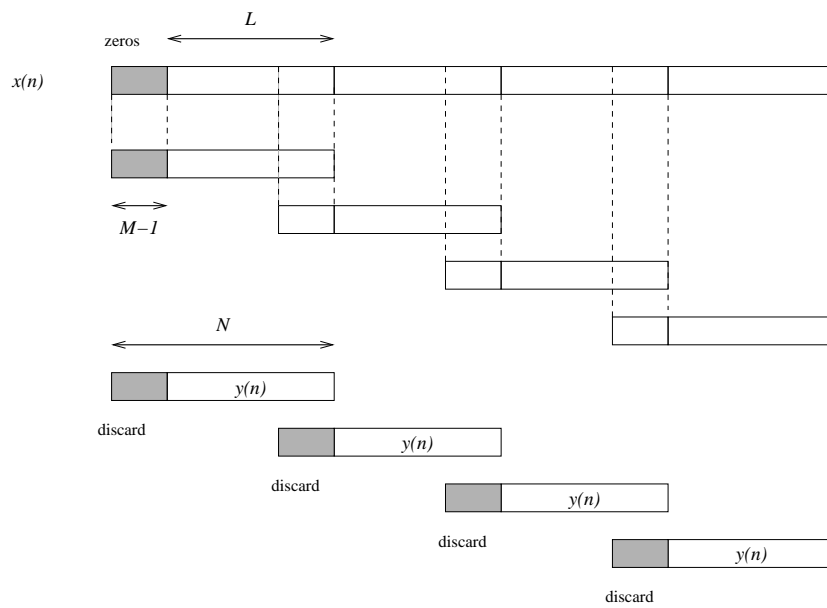 L
zeros
x(n)
M−1
N
y(n)
discard
y(n)
discard
y(n)
discard
y(n)
discard